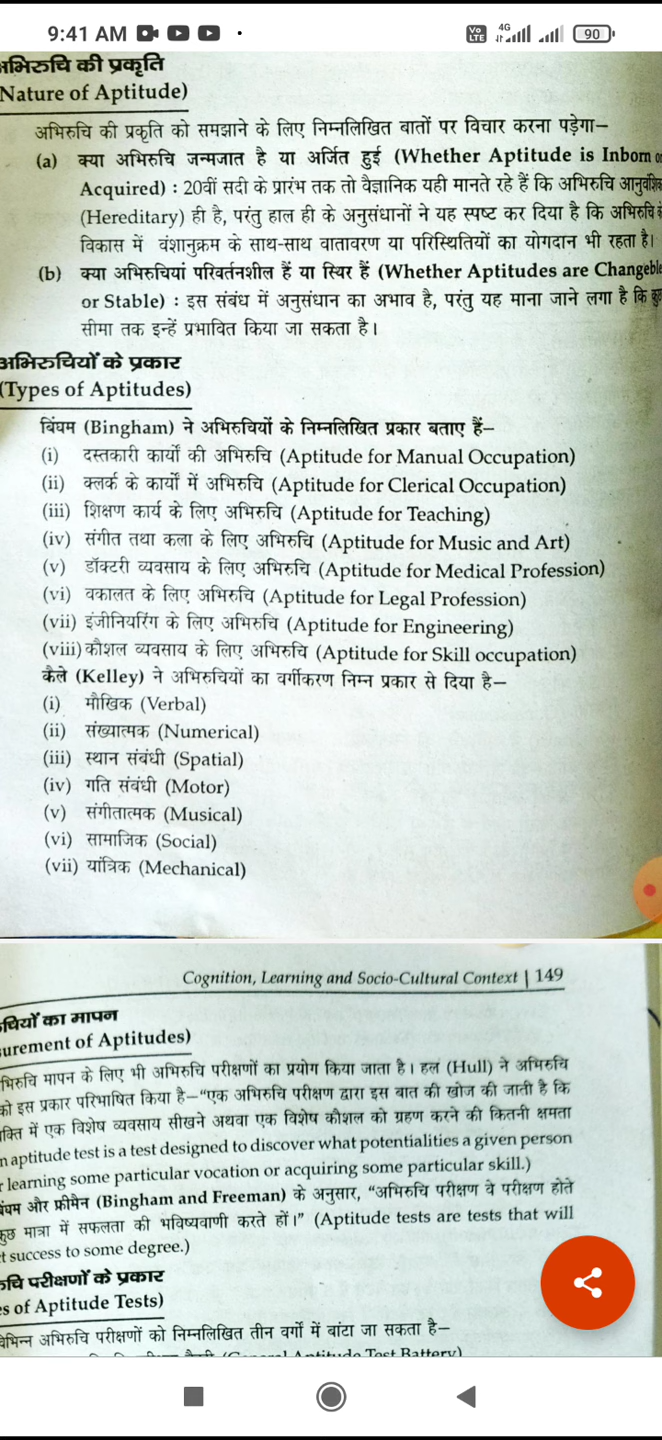 9:41 AM
Vo LTE 4G 90
अभिरुचि की प्रकृति
Nature of Aptitude)
अभिरुचि की प्रकृति को समझाने के लिए निम्नलिखित बातों पर विचार करना पड़ेगा–
(a) क्या अभिरुचि जन्मजात है या अर्जित हुई (Whether Aptitude is Inborn or
Acquired) : 20वीं सदी के प्रारंभ तक तो वैज्ञानिक यही मानते रहे हैं कि अभिरुचि आनुवंशिक
(Hereditary) ही है, परंतु हाल ही के अनुसंधानों ने यह स्पष्ट कर दिया है कि अभिरुचि के
विकास में वंशानुक्रम के साथ-साथ वातावरण या परिस्थितियों का योगदान भी रहता है।
(b) क्या अभिरुचियां परिवर्तनशील हैं या स्थिर हैं (Whether Aptitudes are Changeble
or Stable) : इस संबंध में अनुसंधान का अभाव है, परंतु यह माना जाने लगा है कि कुछ
सीमा तक इन्हें प्रभावित किया जा सकता है।
अभिरुचियों के प्रकार
(Types of Aptitudes)
बिंघम (Bingham) ने अभिरुचियों के निम्नलिखित प्रकार बताए हैं–
(i) दस्तकारी कार्यों की अभिरुचि (Aptitude for Manual Occupation)
(ii) क्लर्क के कार्यों में अभिरुचि (Aptitude for Clerical Occupation)
(iii) शिक्षण कार्य के लिए अभिरुचि (Aptitude for Teaching)
(iv) संगीत तथा कला के लिए अभिरुचि (Aptitude for Music and Art)
(v) डॉक्टरी व्यवसाय के लिए अभिरुचि (Aptitude for Medical Profession)
(vi) वकालत के लिए अभिरुचि (Aptitude for Legal Profession)
(vii) इंजीनियरिंग के लिए अभिरुचि (Aptitude for Engineering)
(viii) कौशल व्यवसाय के लिए अभिरुचि (Aptitude for Skill occupation)
कैले (Kelley) ने अभिरुचियों का वर्गीकरण निम्न प्रकार से दिया है–
(i) मौखिक (Verbal)
(ii) संख्यात्मक (Numerical)
(iii) स्थान संबंधी (Spatial)
(iv) गति संबंधी (Motor)
(v) संगीतात्मक (Musical)
(vi) सामाजिक (Social)
(vii) यांत्रिक (Mechanical)
Cognition, Learning and Socio-Cultural Context | 149
चियों का मापन
urement of Aptitudes)
भिरुचि मापन के लिए भी अभिरुचि परीक्षणों का प्रयोग किया जाता है। हल (Hull) ने अभिरुचि
को इस प्रकार परिभाषित किया है–“एक अभिरुचि परीक्षण द्वारा इस बात की खोज की जाती है कि
क्ति में एक विशेष व्यवसाय सीखने अथवा एक विशेष कौशल को ग्रहण करने की कितनी क्षमता
n aptitude test is a test designed to discover what potentialities a given person
r learning some particular vocation or acquiring some particular skill.)
बिंघम और फ्रीमैन (Bingham and Freeman) के अनुसार, “अभिरुचि परीक्षण वे परीक्षण होते
कुछ मात्रा में सफलता की भविष्यवाणी करते हों।” (Aptitude tests are tests that will
t success to some degree.)
चि परीक्षणों के प्रकार
es of Aptitude Tests)
विभिन्न अभिरुचि परीक्षणों को निम्नलिखित तीन वर्गों में बांटा जा सकता है–
Aptitude Test Battery)